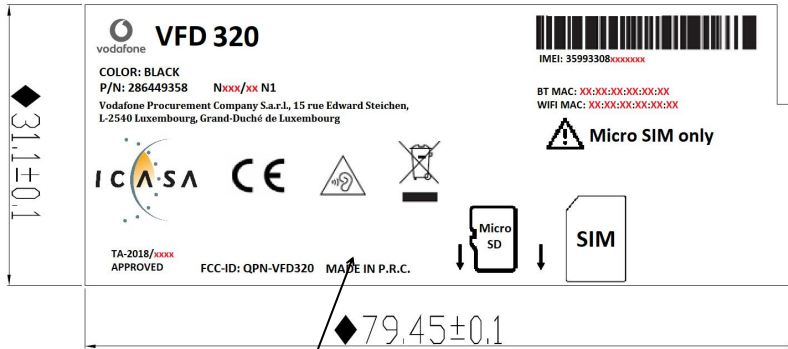 vodafone
VFD 320
COLOR: BLACK
P/N: 286449358 Nxxx/xx N1
Vodafone Procurement Company S.a.r.l., 15 rue Edward Steichen,
L-2540 Luxembourg, Grand-Duché de Luxembourg
IMEI: 35993308xxxxxxx
BT MAC: XX:XX:XX:XX:XX:XX
WIFI MAC: XX:XX:XX:XX:XX:XX
Micro SIM only
ICASA
CE
TA-2018/xxxx
APPROVED
FCC-ID: QPN-VFD320 MADE IN P.R.C.
Micro
SD
SIM
31.1±0.1
79.45±0.1